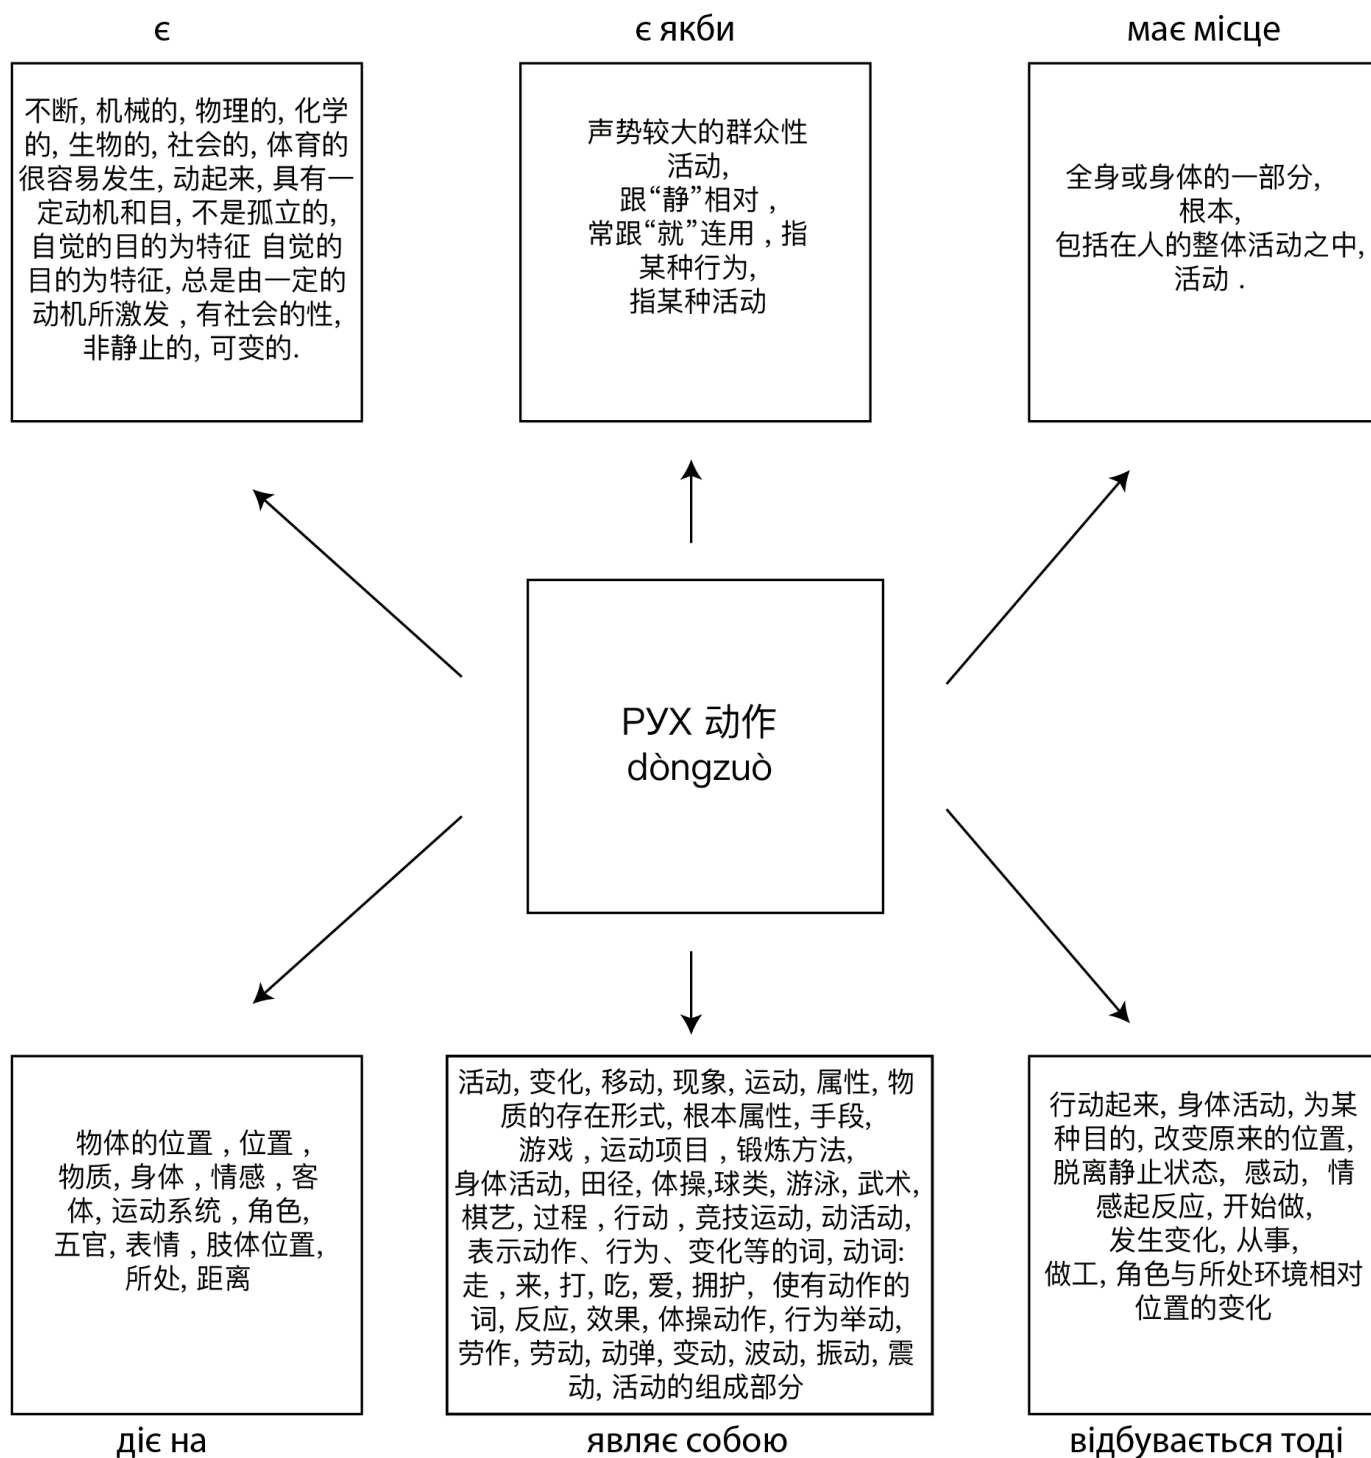 є
不断, 机械的, 物理的, 化学
的, 生物的, 社会的, 体育的
很容易发生, 动起来, 具有一
定动机和目, 不是孤立的,
自觉的目的为特征 自觉的
目的为特征, 总是由一定的
动机所激发 , 有社会的性,
非静止的, 可变的.
є якби
声势较大的群众性
活动,
跟“静”相对 ,
常跟“就”连用 , 指
某种行为,
指某种活动
має місце
全身或身体的一部分,
根本,
包括在人的整体活动之中,
活动 .
РУХ 动作
dòngzuò
物体的位置 , 位置 ,
物质, 身体 , 情感 , 客
体, 运动系统 , 角色,
五官, 表情 , 肢体位置,
所处, 距离
діє на
活动, 变化, 移动, 现象, 运动, 属性, 物
质的存在形式, 根本属性, 手段,
游戏 , 运动项目 , 锻炼方法,
身体活动, 田径, 体操,球类, 游泳, 武术,
棋艺, 过程 , 行动 , 竞技运动, 动活动,
表示动作、行为、变化等的词, 动词:
走 , 来, 打, 吃, 爱, 拥护, 使有动作的
词, 反应, 效果, 体操动作, 行为举动,
劳作, 劳动, 动弹, 变动, 波动, 振动, 震
动, 活动的组成部分
являє собою
行动起来, 身体活动, 为某
种目的, 改变原来的位置,
脱离静止状态, 感动, 情
感起反应, 开始做,
发生变化, 从事,
做工, 角色与所处环境相对
位置的变化
відбувається тоді